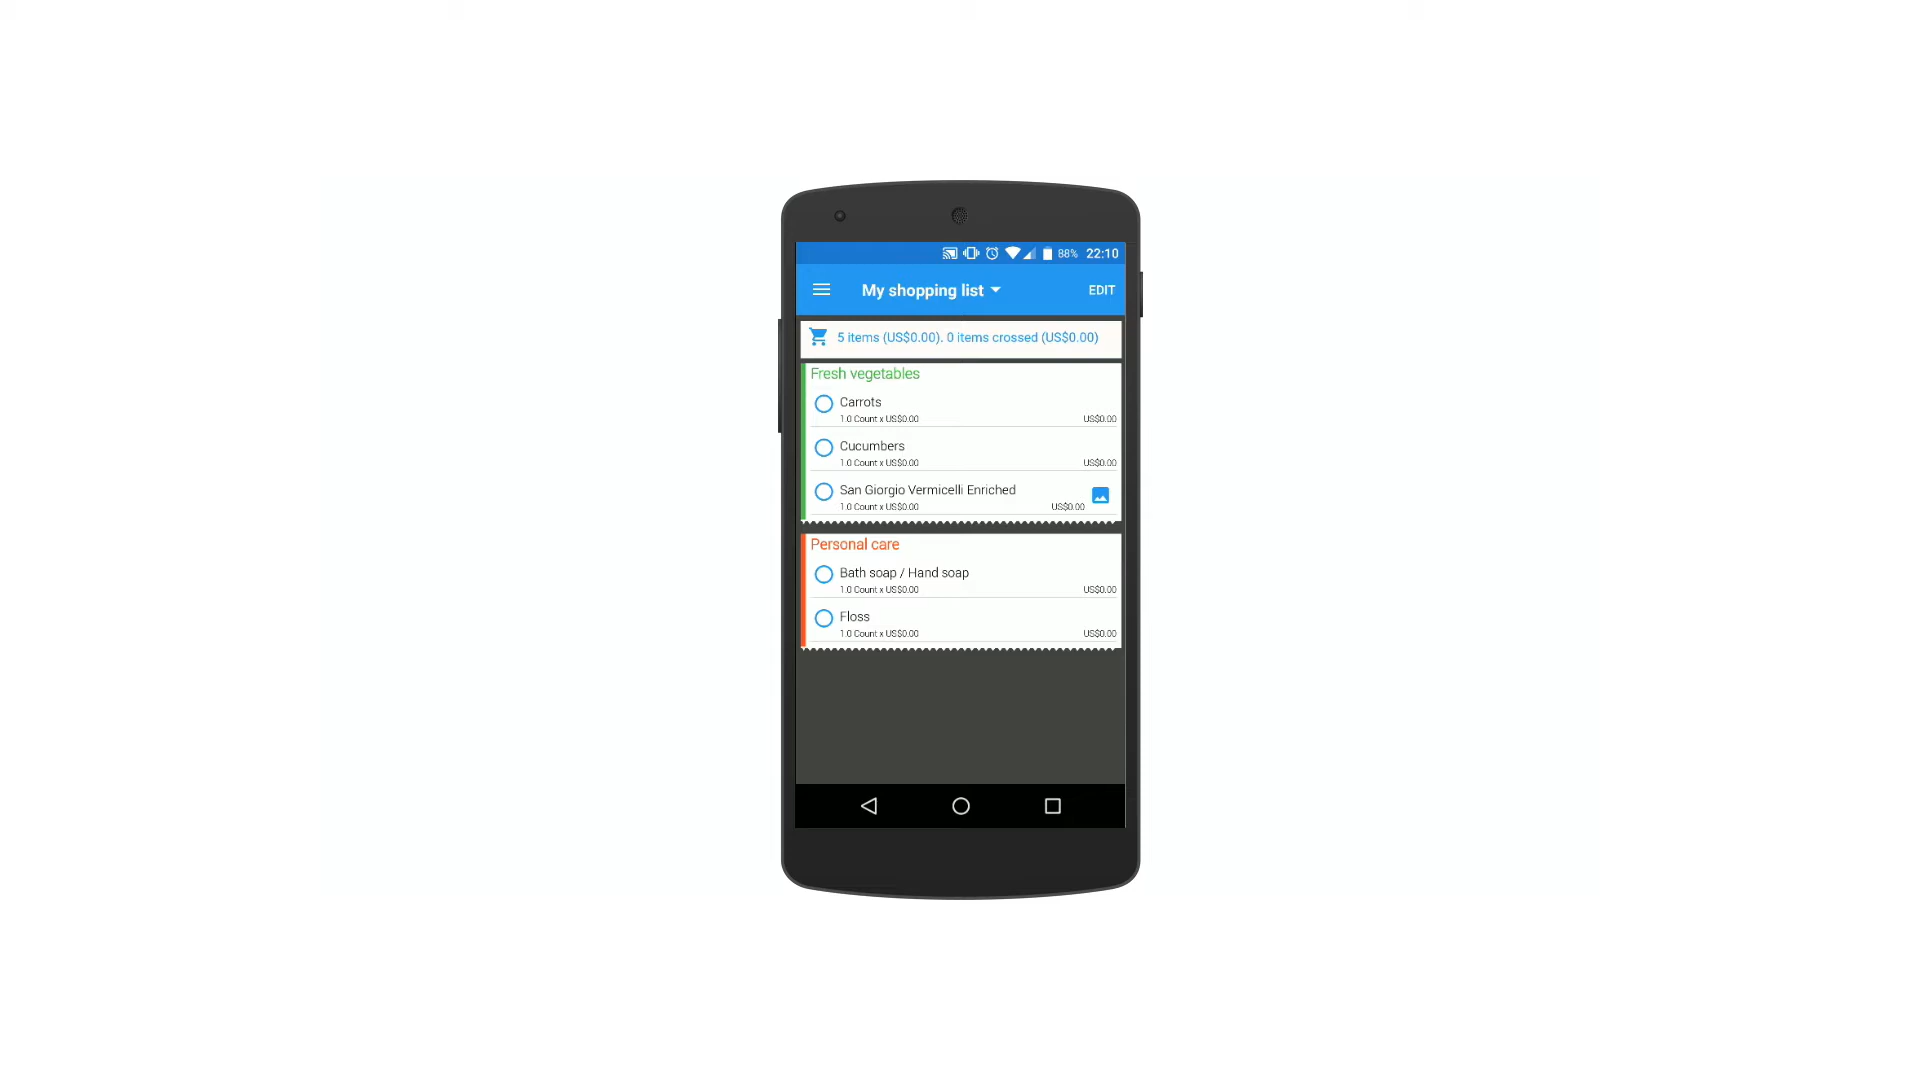 88% 22:10
My shopping list EDIT
5 items (US$0.00). 0 items crossed (US$0.00)
Fresh vegetables
Carrots
1.0 Count x US$0.00 US$0.00
Cucumbers
1.0 Count x US$0.00 US$0.00
San Giorgio Vermicelli Enriched
1.0 Count x US$0.00 US$0.00
Personal care
Bath soap / Hand soap
1.0 Count x US$0.00 US$0.00
Floss
1.0 Count x US$0.00 US$0.00